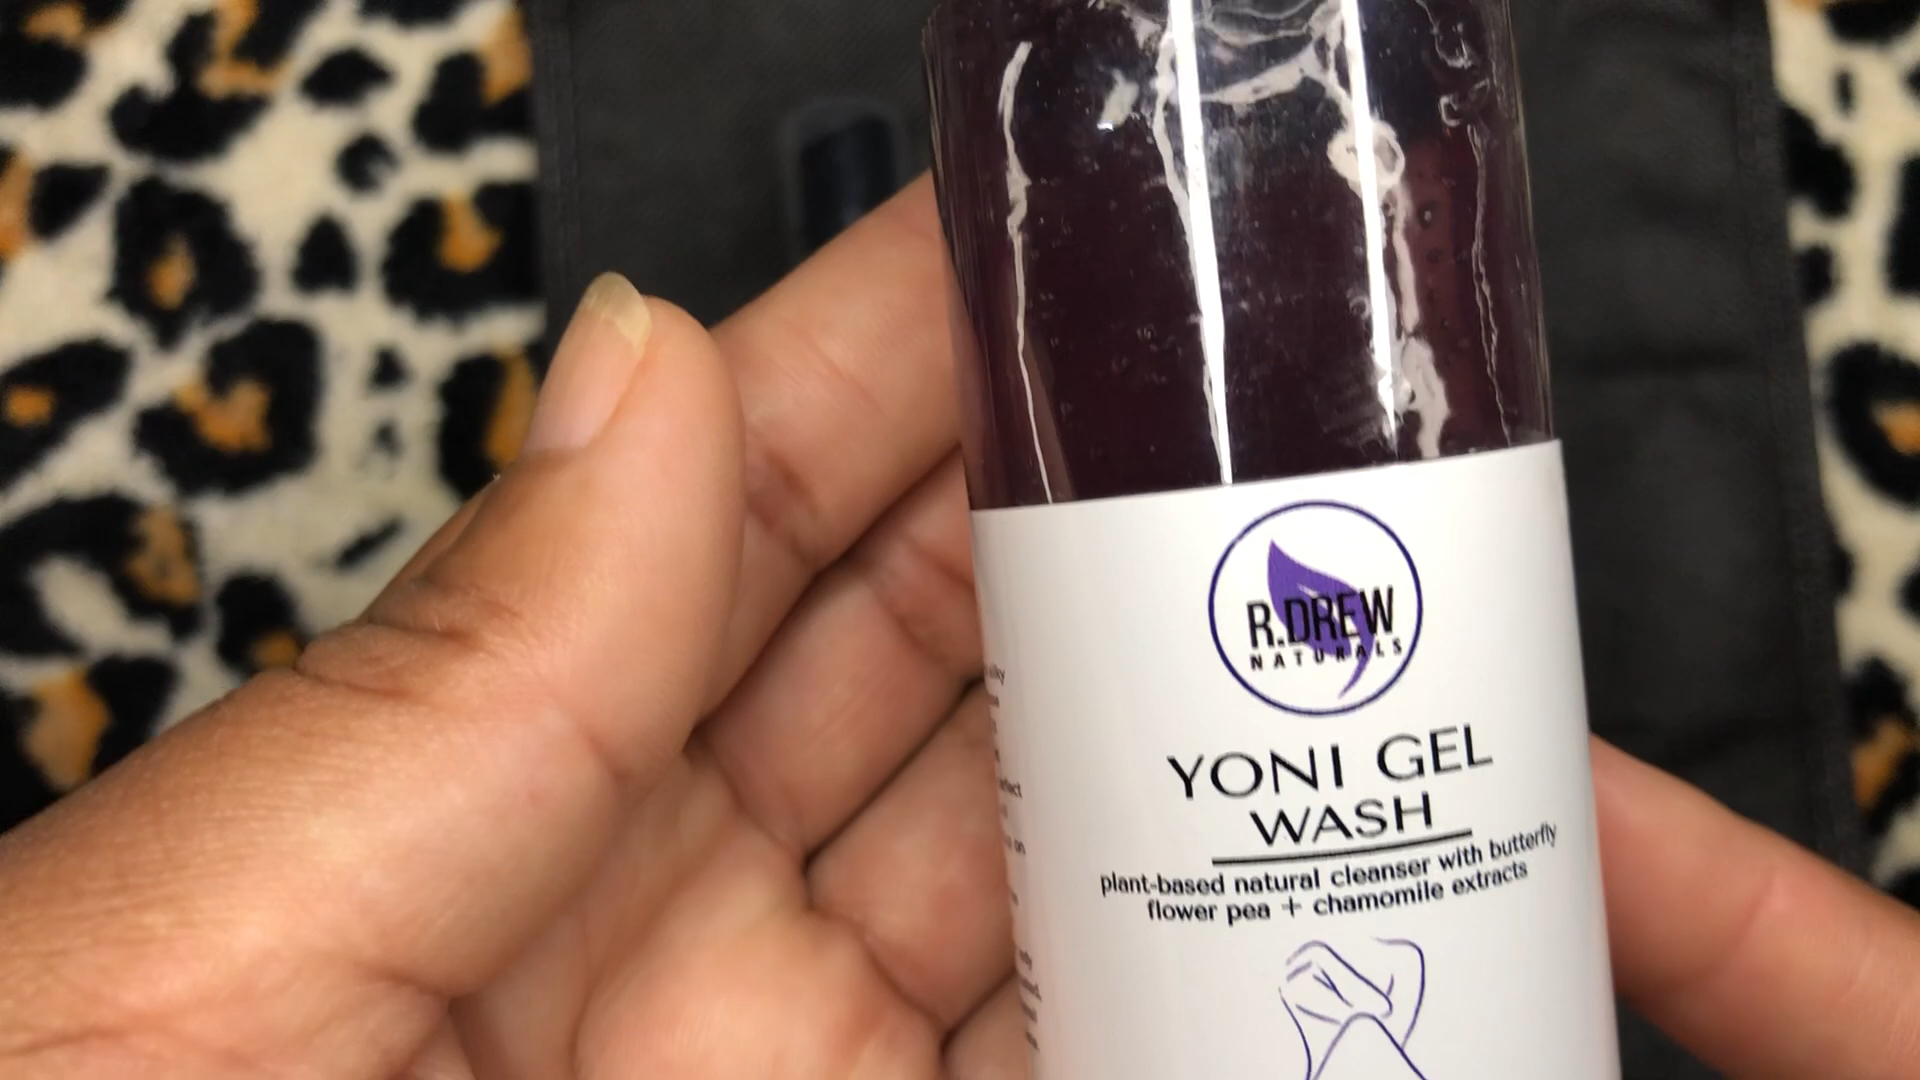 R.DREW
NATURALS
YONI GEL
WASH
plant-based natural cleanser with butterfly
flower pea + chamomile extracts